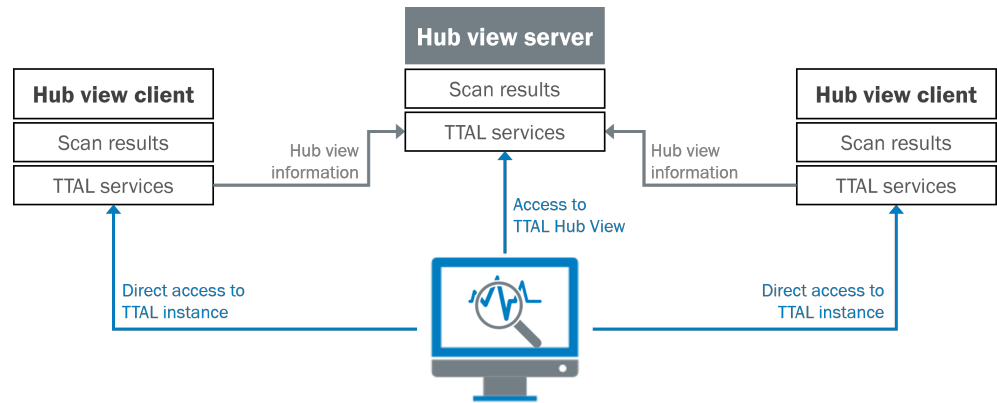 Hub view server
Scan results
TTAL services
Hub view client
Scan results
TTAL services
Hub view
information
Hub view
information
Hub view client
Scan results
TTAL services
Access to
TTAL Hub View
Direct access to
TTAL instance
Direct access to
TTAL instance